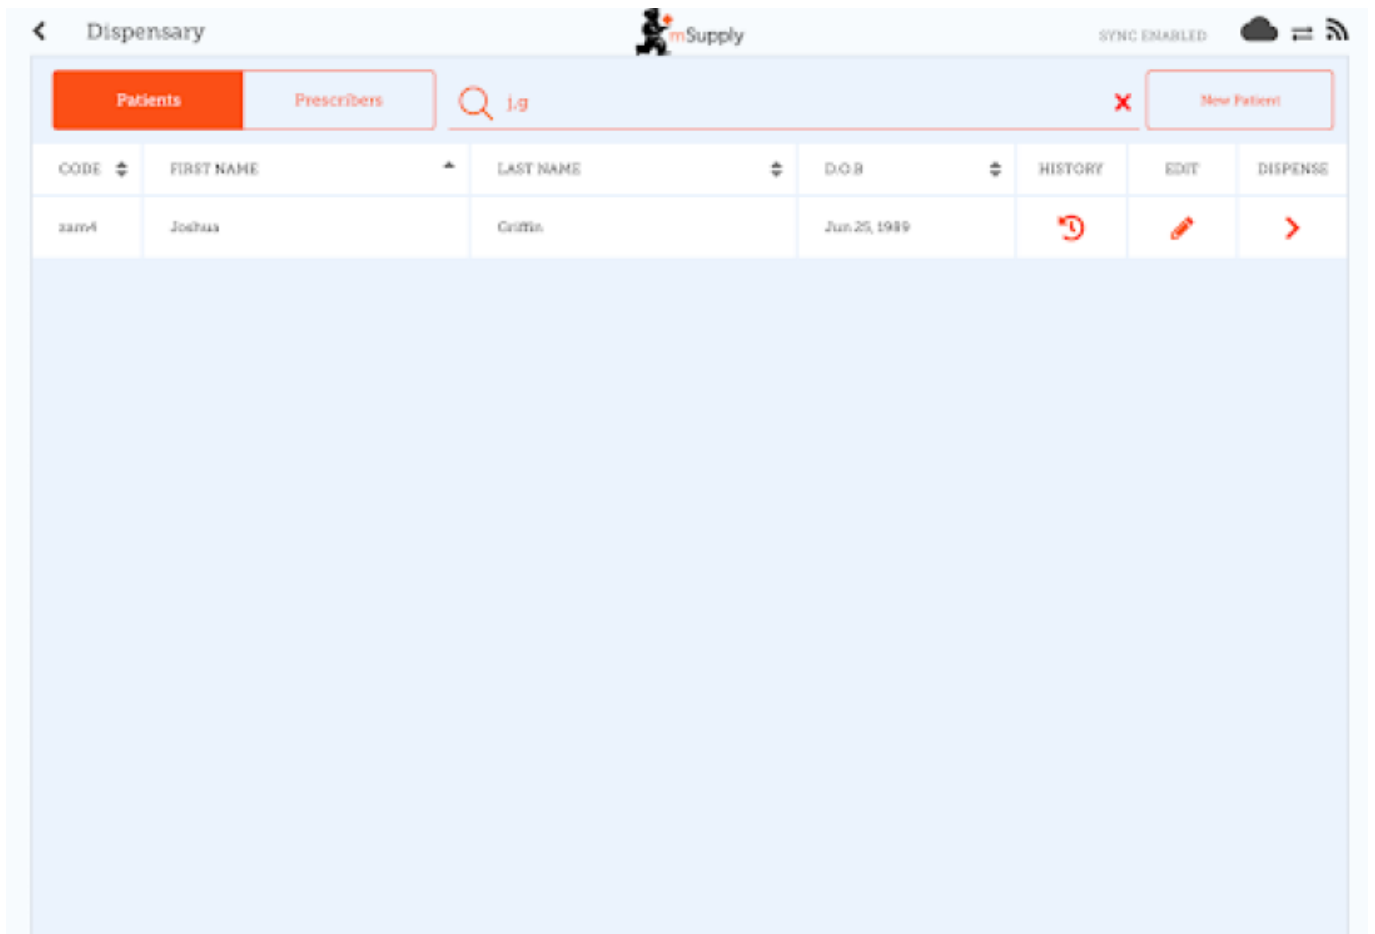 Dispensary
mSupply
SYNC ENABLED
Patients
Prescribers
j,g
New Patient
CODE
FIRST NAME
LAST NAME
D.O.B
HISTORY
EDIT
DISPENSE
Joshua
Griffin
Jun 25, 1989